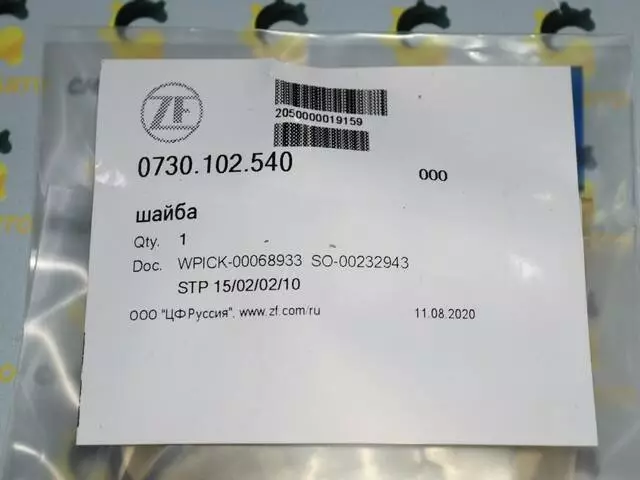 ZF
2050000019159
0730.102.540
000
шайба
Qty. 1
Doc. WPICK-00068933 SO-00232943
STP 15/02/02/10
ООО "ЦФ Руссия", www.zf.com/ru 11.08.2020